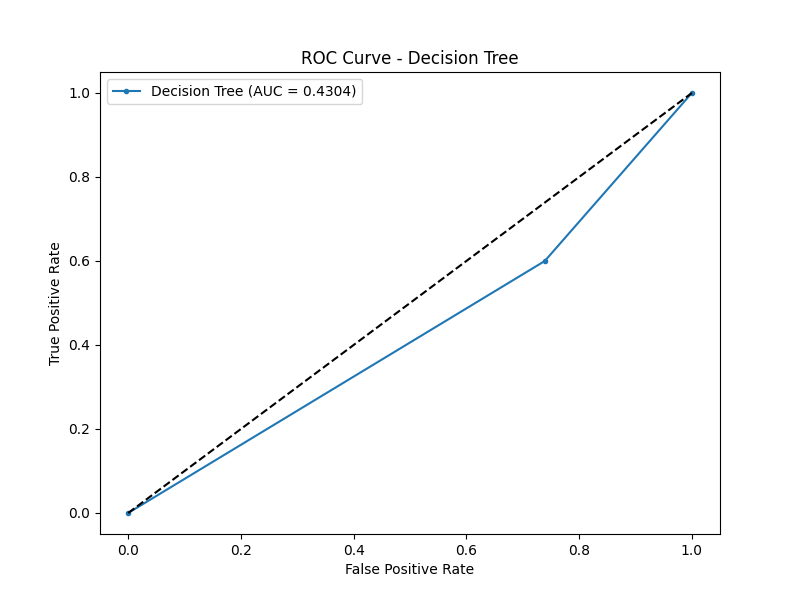 ROC Curve - Decision Tree
Decision Tree (AUC = 0.4304)
True Positive Rate
1.0
0.8
0.6
0.4
0.2
0.0
0.0 0.2 0.4 0.6 0.8 1.0
False Positive Rate